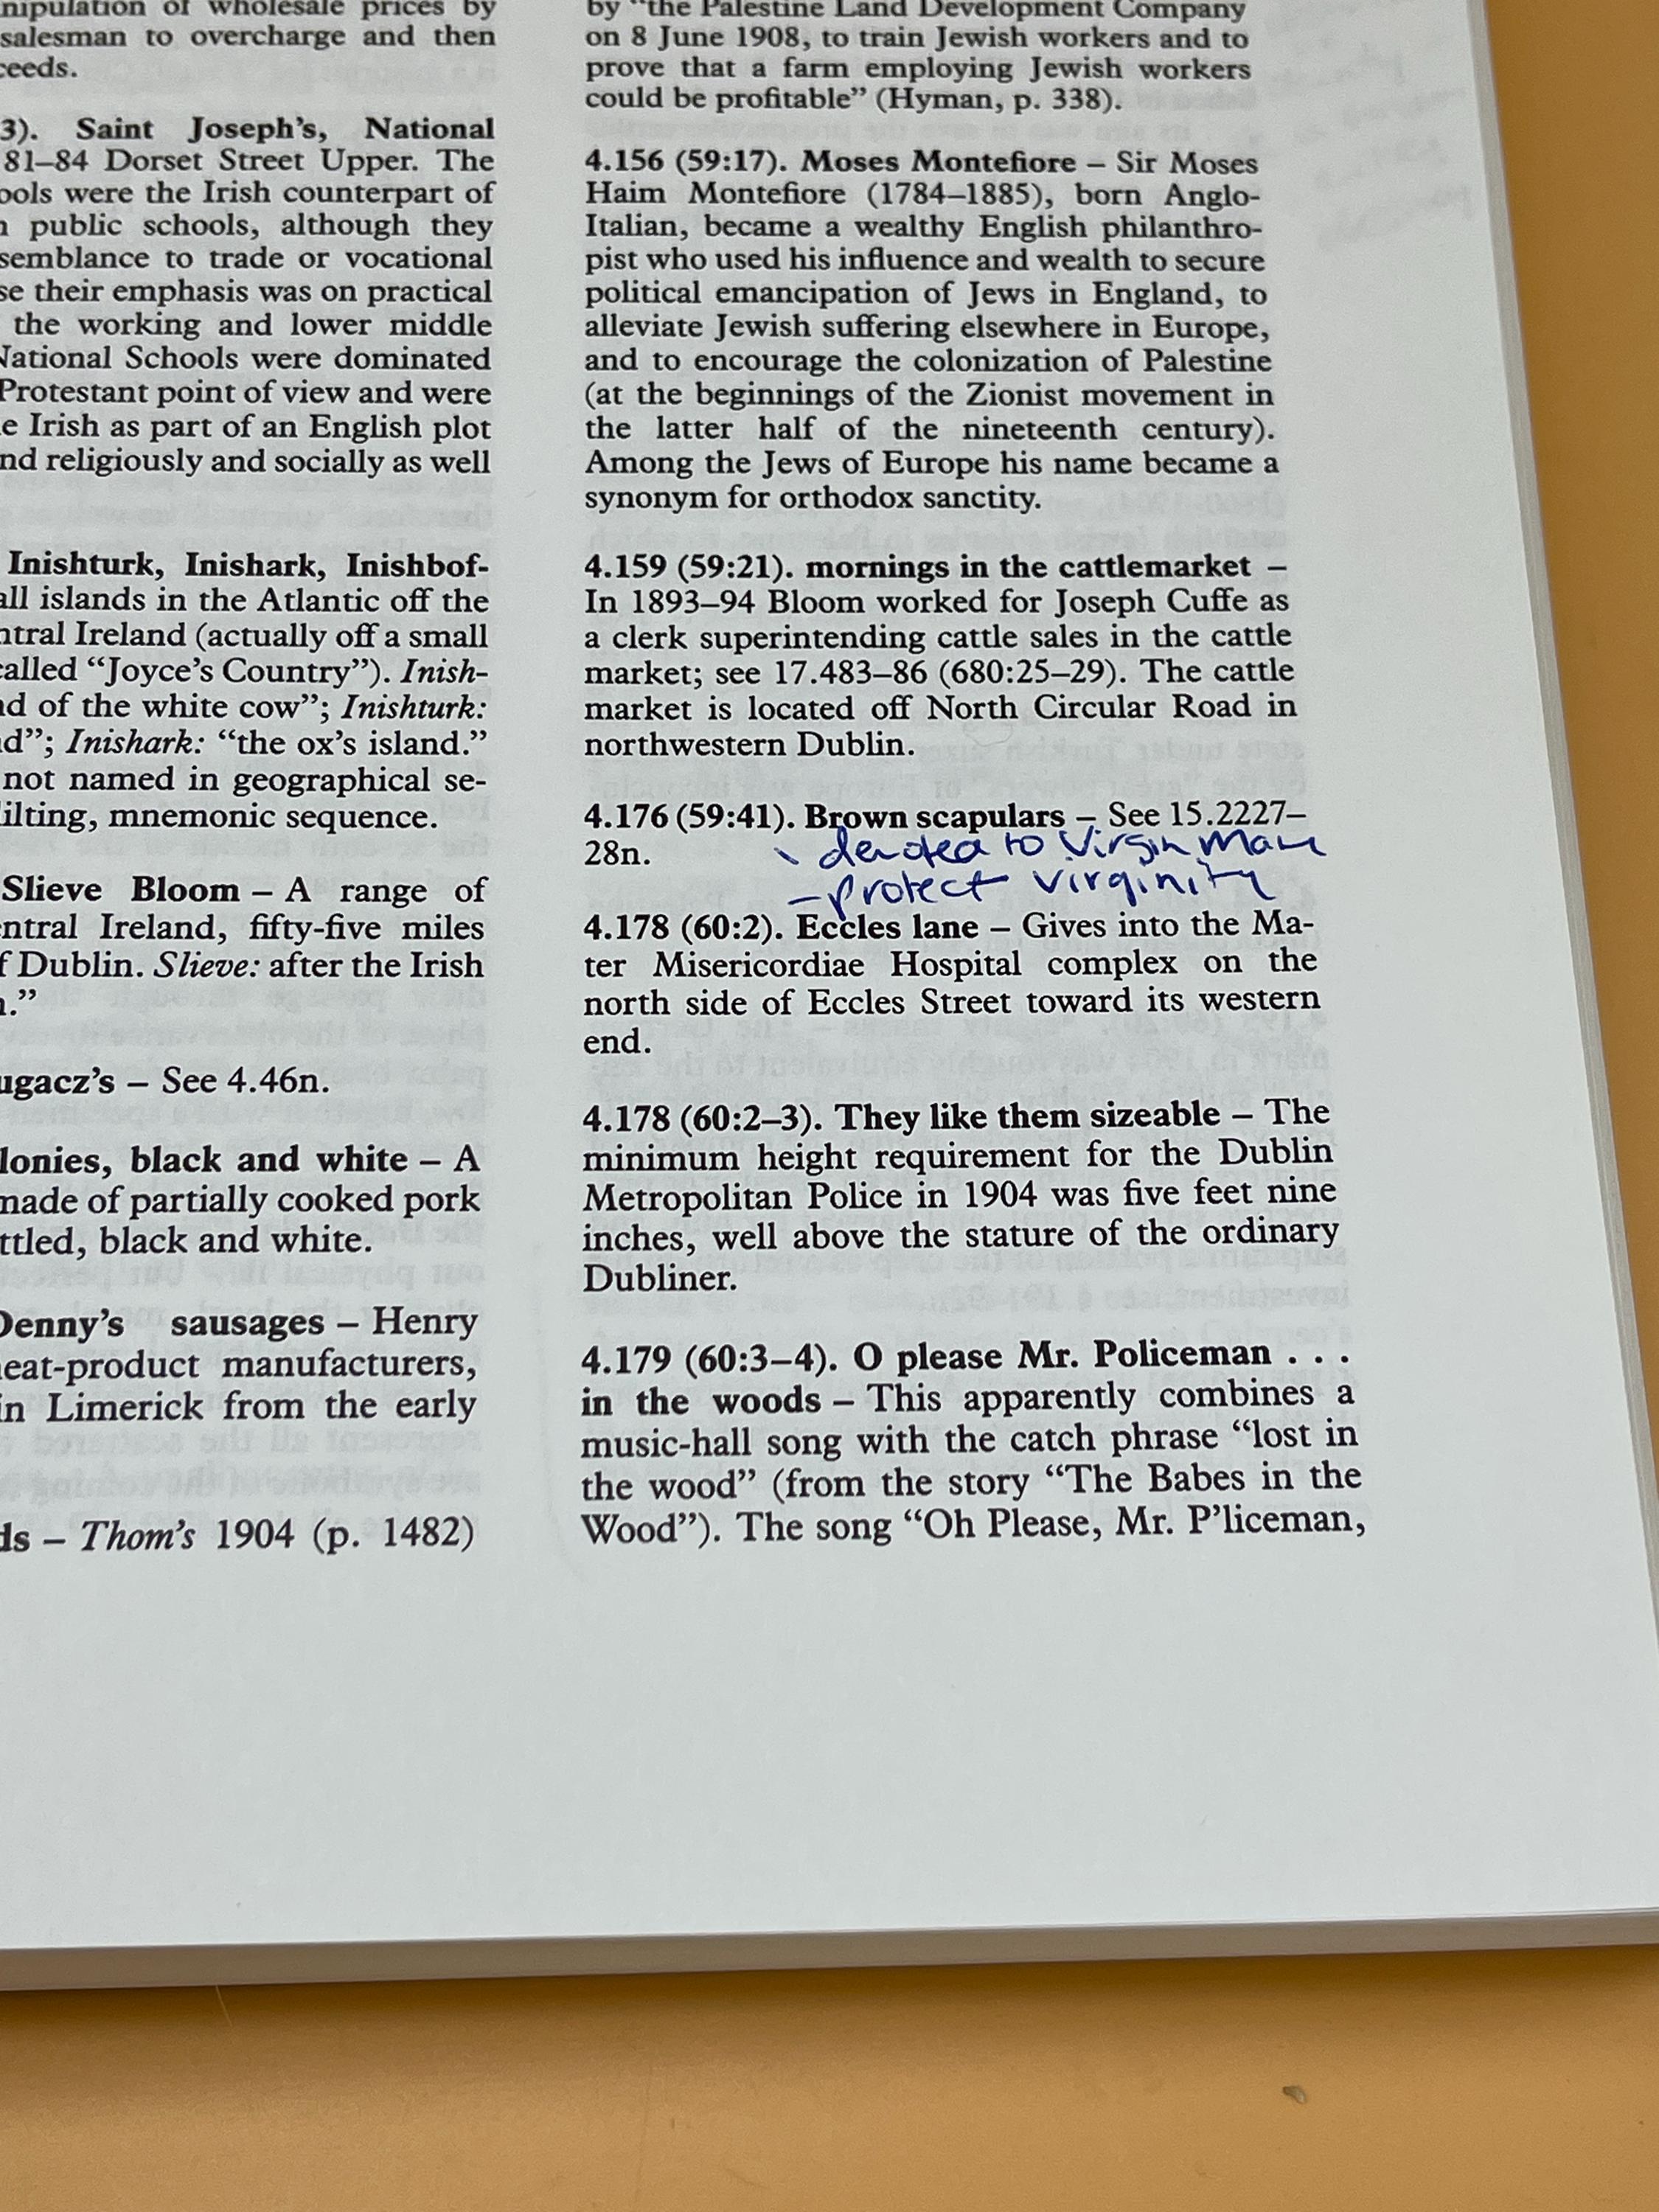 nipulation of wholesale prices by
salesman to overcharge and then
ceeds.
3). Saint Joseph's, National
81–84 Dorset Street Upper. The
ools were the Irish counterpart of
n public schools, although they
semblance to trade or vocational
se their emphasis was on practical
the working and lower middle
National Schools were dominated
Protestant point of view and were
e Irish as part of an English plot
nd religiously and socially as well
Inishturk, Inishark, Inishbof-
all islands in the Atlantic off the
ntral Ireland (actually off a small
called “Joyce's Country”). Inish-
nd of the white cow”; Inishturk:
d”; Inishark: “the ox's island.”
not named in geographical se-
ilting, mnemonic sequence.
Slieve Bloom – A range of
entral Ireland, fifty-five miles
f Dublin. Slieve: after the Irish
n.”
ugacz's – See 4.46n.
lonies, black and white – A
made of partially cooked pork
ttled, black and white.
Denny's sausages – Henry
eat-product manufacturers,
in Limerick from the early
ds – Thom's 1904 (p. 1482)
by “the Palestine Land Development Company
on 8 June 1908, to train Jewish workers and to
prove that a farm employing Jewish workers
could be profitable” (Hyman, p. 338).
4.156 (59:17). Moses Montefiore – Sir Moses
Haim Montefiore (1784–1885), born Anglo-
Italian, became a wealthy English philanthro-
pist who used his influence and wealth to secure
political emancipation of Jews in England, to
alleviate Jewish suffering elsewhere in Europe,
and to encourage the colonization of Palestine
(at the beginnings of the Zionist movement in
the latter half of the nineteenth century).
Among the Jews of Europe his name became a
synonym for orthodox sanctity.
4.159 (59:21). mornings in the cattlemarket –
In 1893–94 Bloom worked for Joseph Cuffe as
a clerk superintending cattle sales in the cattle
market; see 17.483–86 (680:25–29). The cattle
market is located off North Circular Road in
northwestern Dublin.
4.176 (59:41). Brown scapulars – See 15.2227–
28n.
- devoted to Virgin Mary
- protect virginity
4.178 (60:2). Eccles lane – Gives into the Ma-
ter Misericordiae Hospital complex on the
north side of Eccles Street toward its western
end.
4.178 (60:2–3). They like them sizeable – The
minimum height requirement for the Dublin
Metropolitan Police in 1904 was five feet nine
inches, well above the stature of the ordinary
Dubliner.
4.179 (60:3–4). O please Mr. Policeman . . .
in the woods – This apparently combines a
music-hall song with the catch phrase “lost in
the wood” (from the story “The Babes in the
Wood”). The song “Oh Please, Mr. P'liceman,